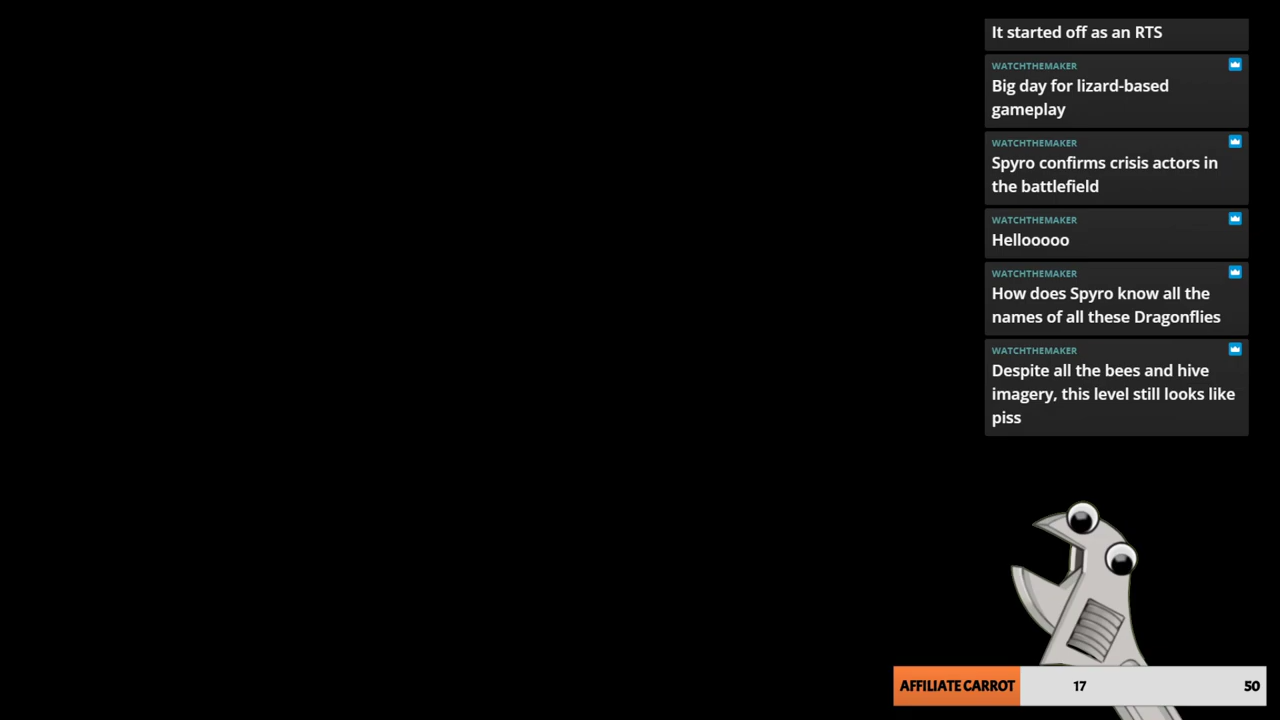 It started off as an RTS
WATCHTHEMAKER
Big day for lizard-based
gameplay
WATCHTHEMAKER
Spyro confirms crisis actors in
the battlefield
WATCHTHEMAKER
Hellooooo
WATCHTHEMAKER
How does Spyro know all the
names of all these Dragonflies
WATCHTHEMAKER
Despite all the bees and hive
imagery, this level still looks like
piss
AFFILIATE CARROT 17 50